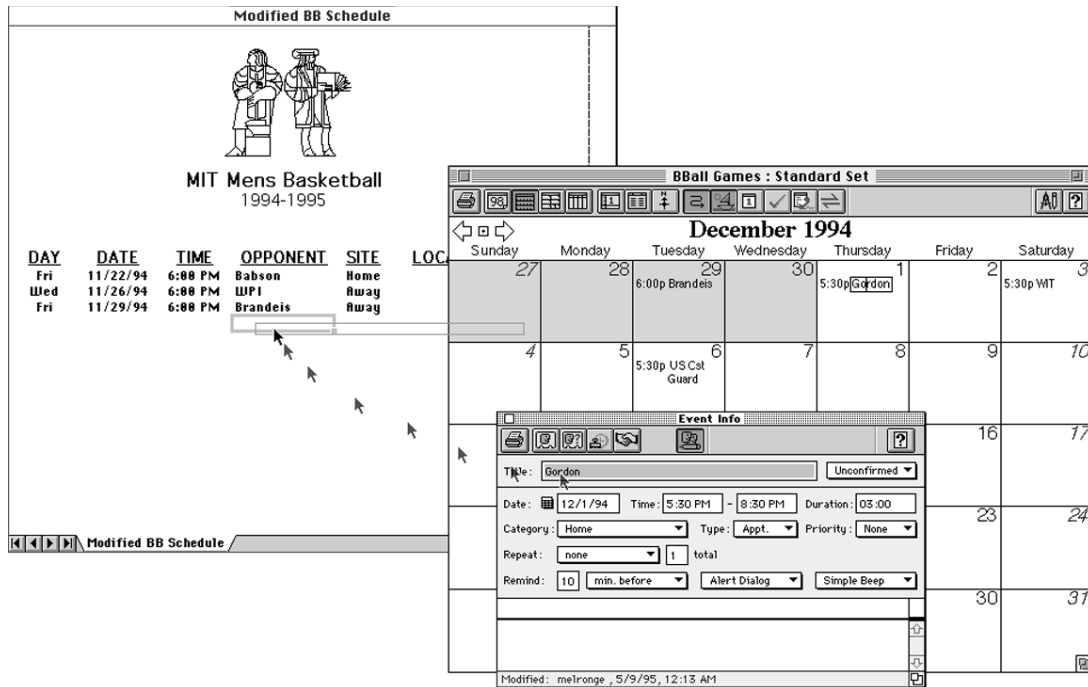 Modified BB Schedule
MIT Mens Basketball
1994-1995
DAY DATE TIME OPPONENT SITE
Fri 11/22/94 6:00 PM Babson Home
Wed 11/26/94 6:00 PM WPI Away
Fri 11/29/94 6:00 PM Brandeis Away
Modified BB Schedule
BBall Games : Standard Set
98
1
1
N
?
December 1994
Sunday Monday Tuesday Wednesday Thursday Friday Saturday
27 28 29 30 1 2 3
6:00p Brandeis 5:30p Gordon 5:30p WIT
4 5 6 7 8 9 10
5:30p US Cst
Guard
16 17
23 24
30 31
Event Info
?
Title: Gordon Unconfirmed
Date: 12/1/94 Time: 5:30 PM - 8:30 PM Duration: 03:00
Category: Home Type: Appt. Priority: None
Repeat: none 1 total
Remind: 10 min. before Alert Dialog Simple Beep
Modified: melronge , 5/9/95, 12:13 AM